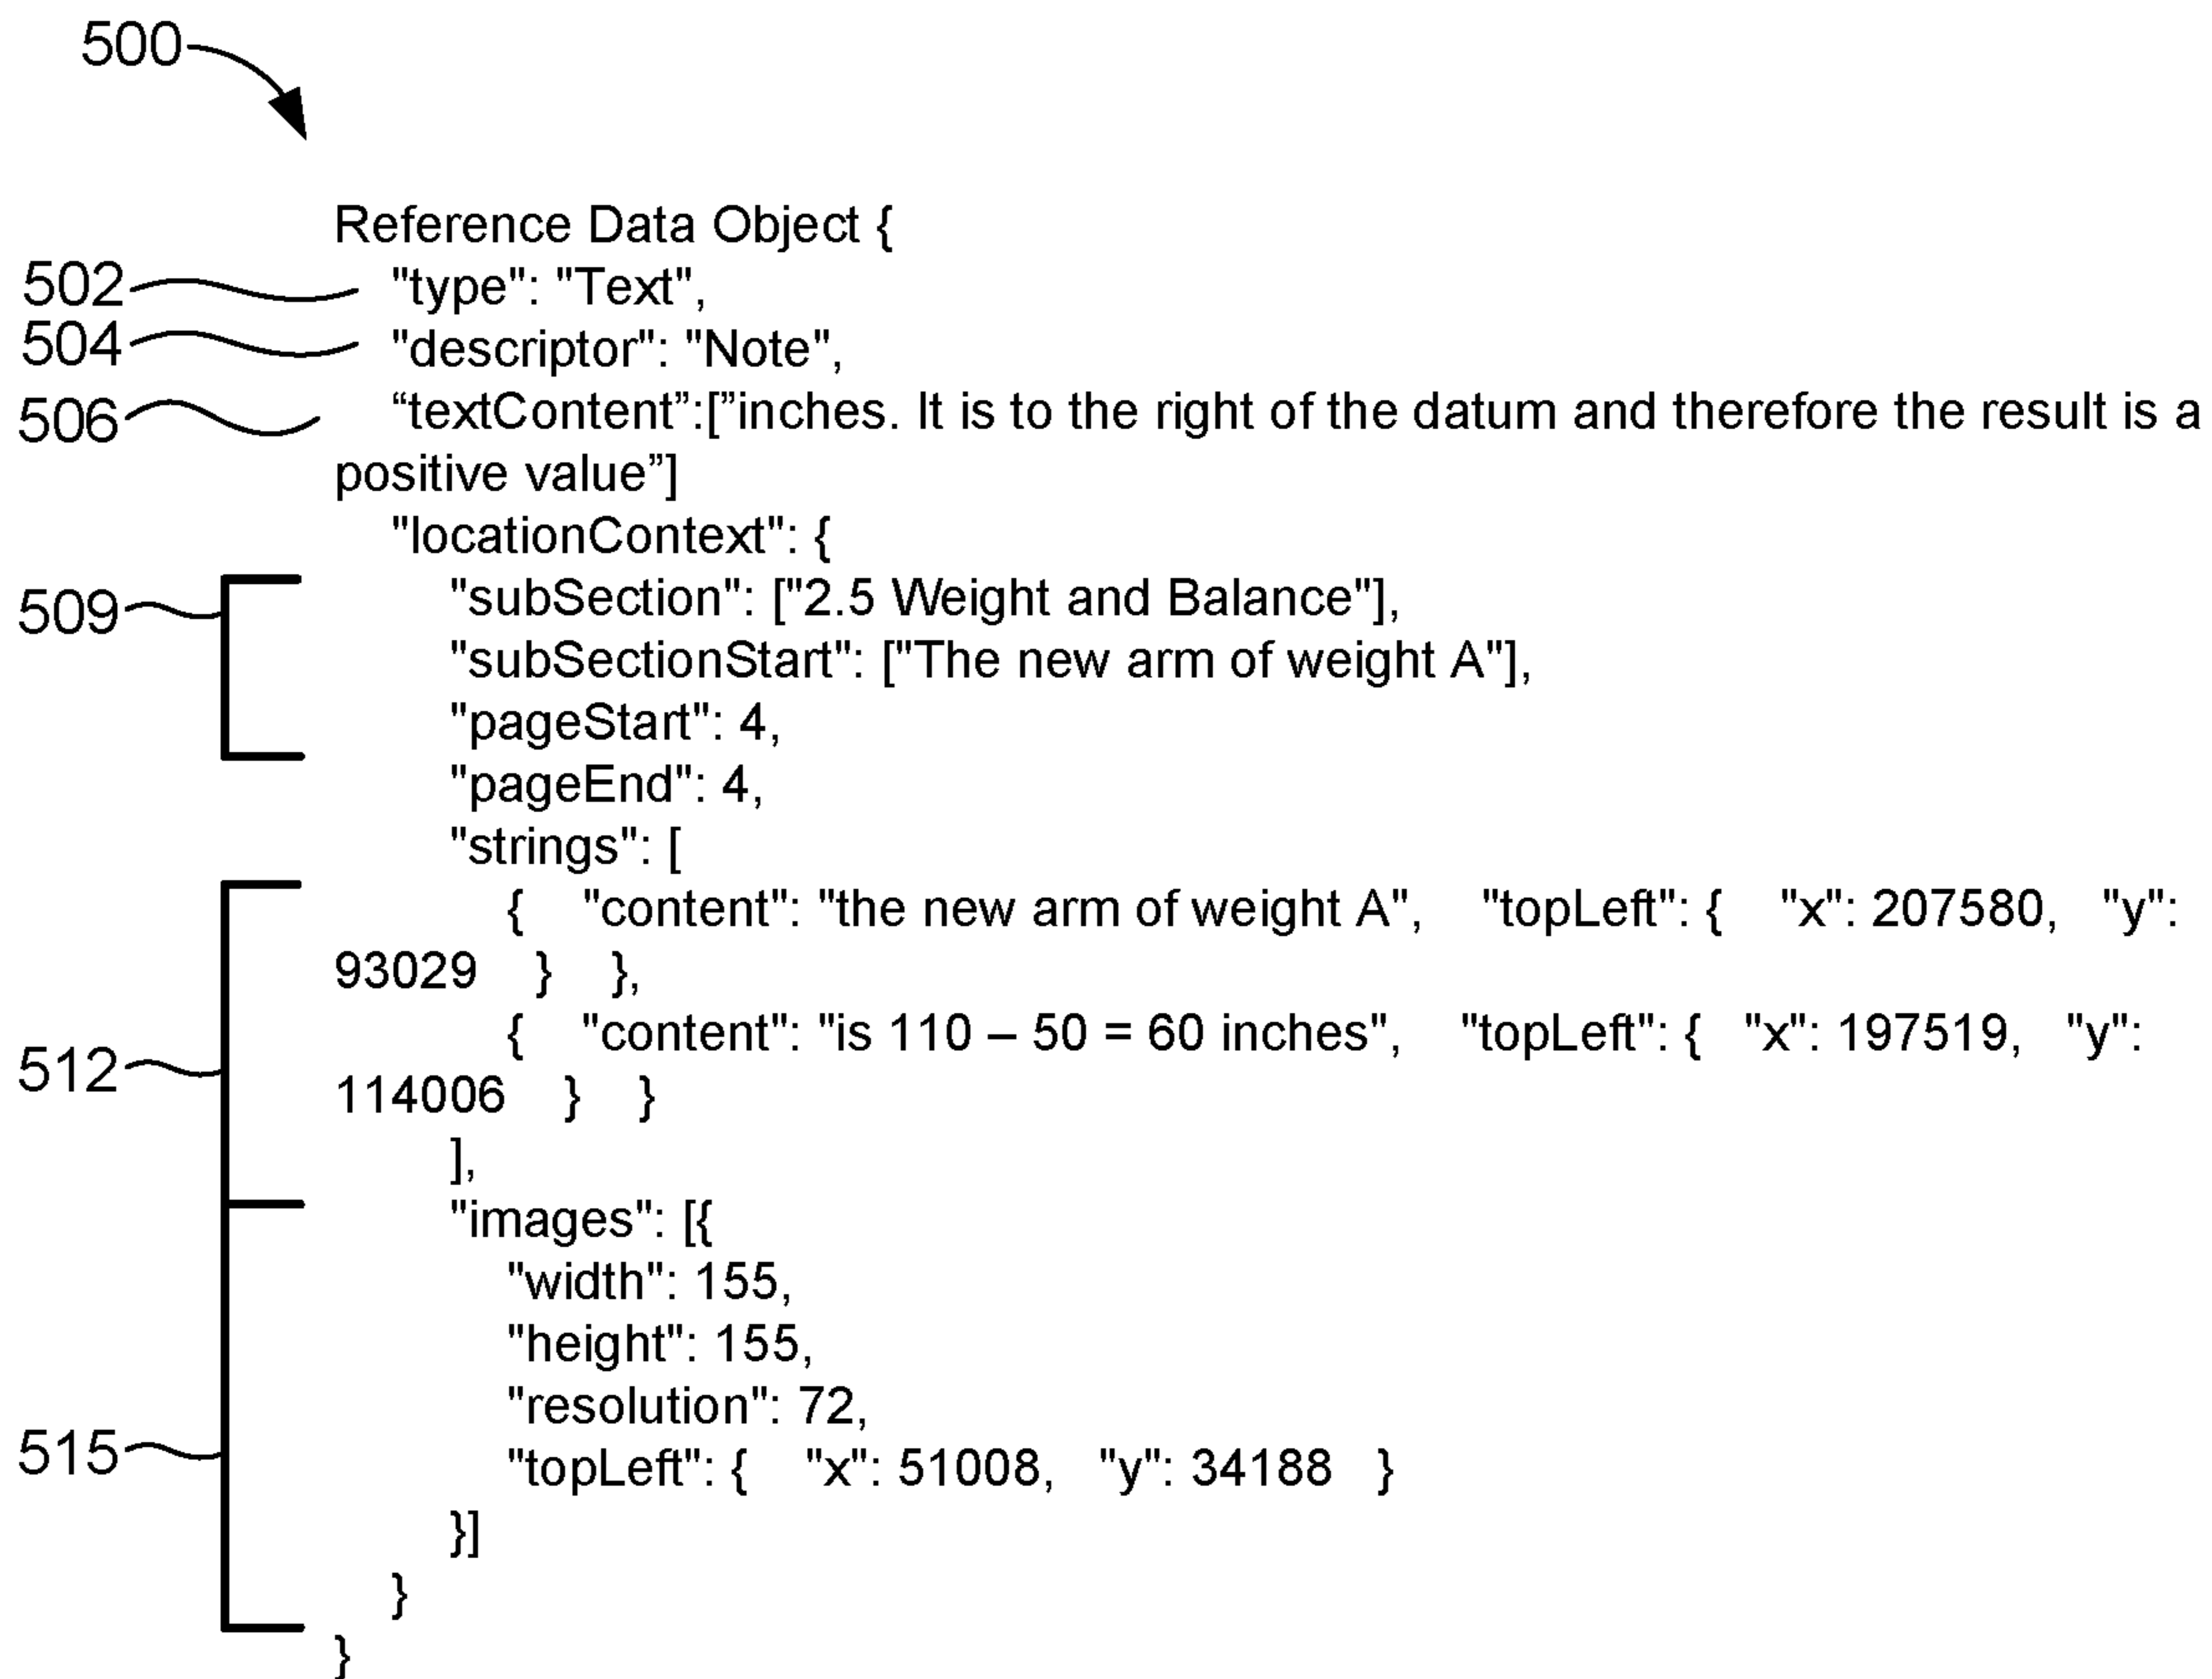 500
Reference Data Object {
502 "type": "Text",
504 "descriptor": "Note",
506 “textContent”:[”inches. It is to the right of the datum and therefore the result is a
positive value”]
"locationContext": {
509 "subSection": ["2.5 Weight and Balance"],
"subSectionStart": ["The new arm of weight A"],
"pageStart": 4,
"pageEnd": 4,
"strings": [
{ "content": "the new arm of weight A", "topLeft": { "x": 207580, "y":
93029 } },
{ "content": "is 110 – 50 = 60 inches", "topLeft": { "x": 197519, "y":
512
114006 } }
],
"images": [{
"width": 155,
"height": 155,
"resolution": 72,
515 "topLeft": { "x": 51008, "y": 34188 }
}]
}
}